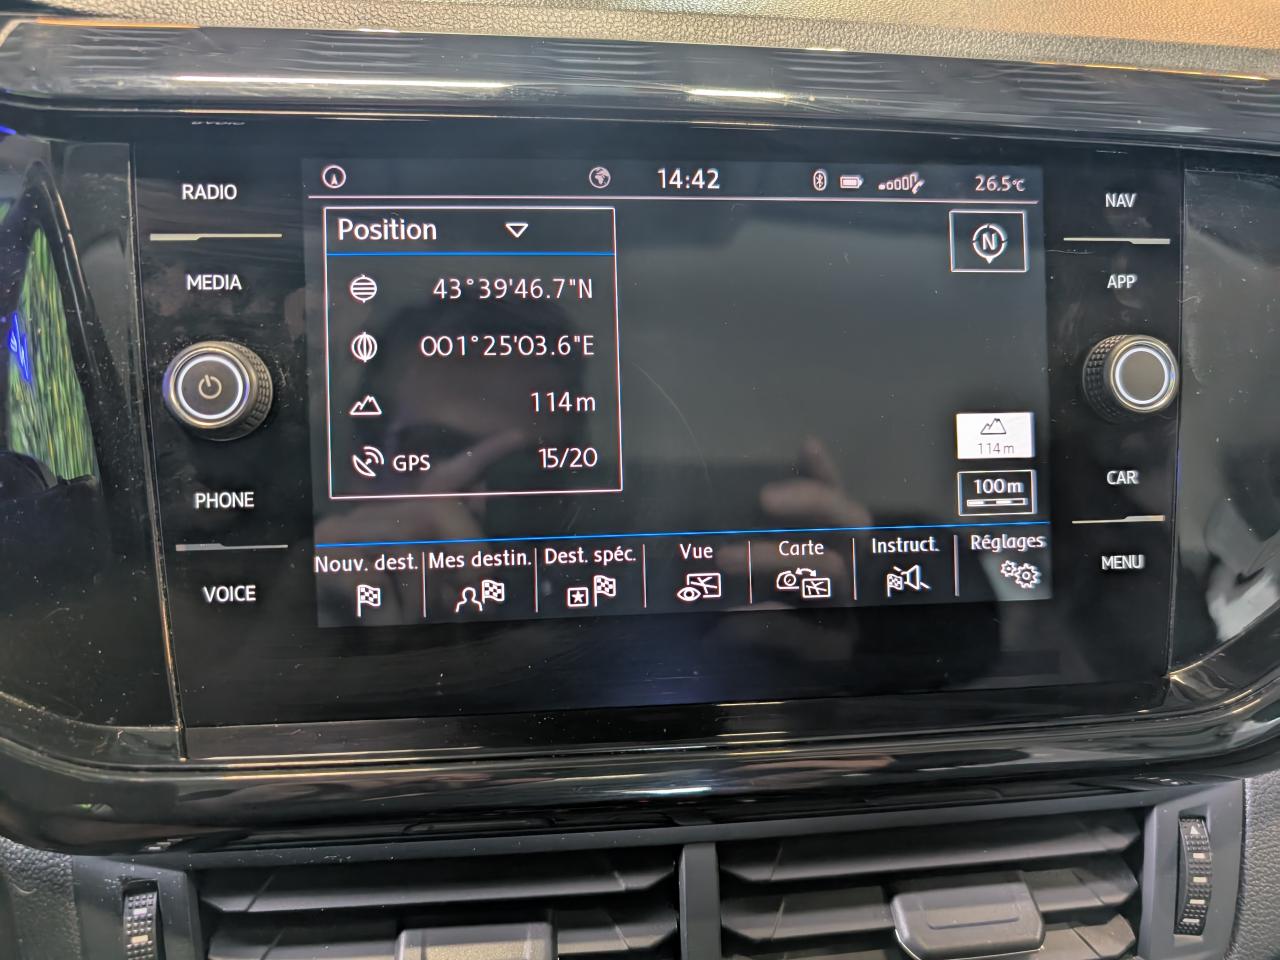 RADIO
MEDIA
PHONE
VOICE
14:42
26.5°C
Position
43°39'46.7"N
001°25'03.6"E
114m
GPS 15/20
N
114m
100m
Nouv. dest.
Mes destin.
Dest. spéc.
Vue
Carte
Instruct.
Réglages
NAV
APP
CAR
MENU